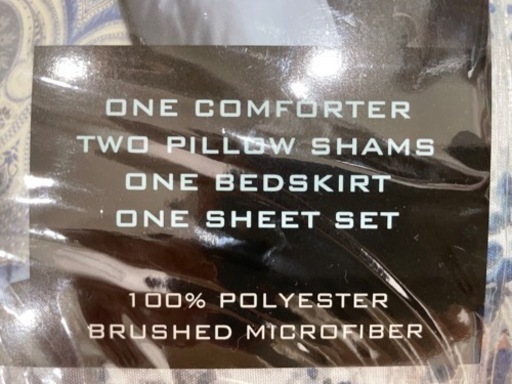 ONE COMFORTER
TWO PILLOW SHAMS
ONE BEDSKIRT
ONE SHEET SET
100% POLYESTER
BRUSHED MICROFIBER